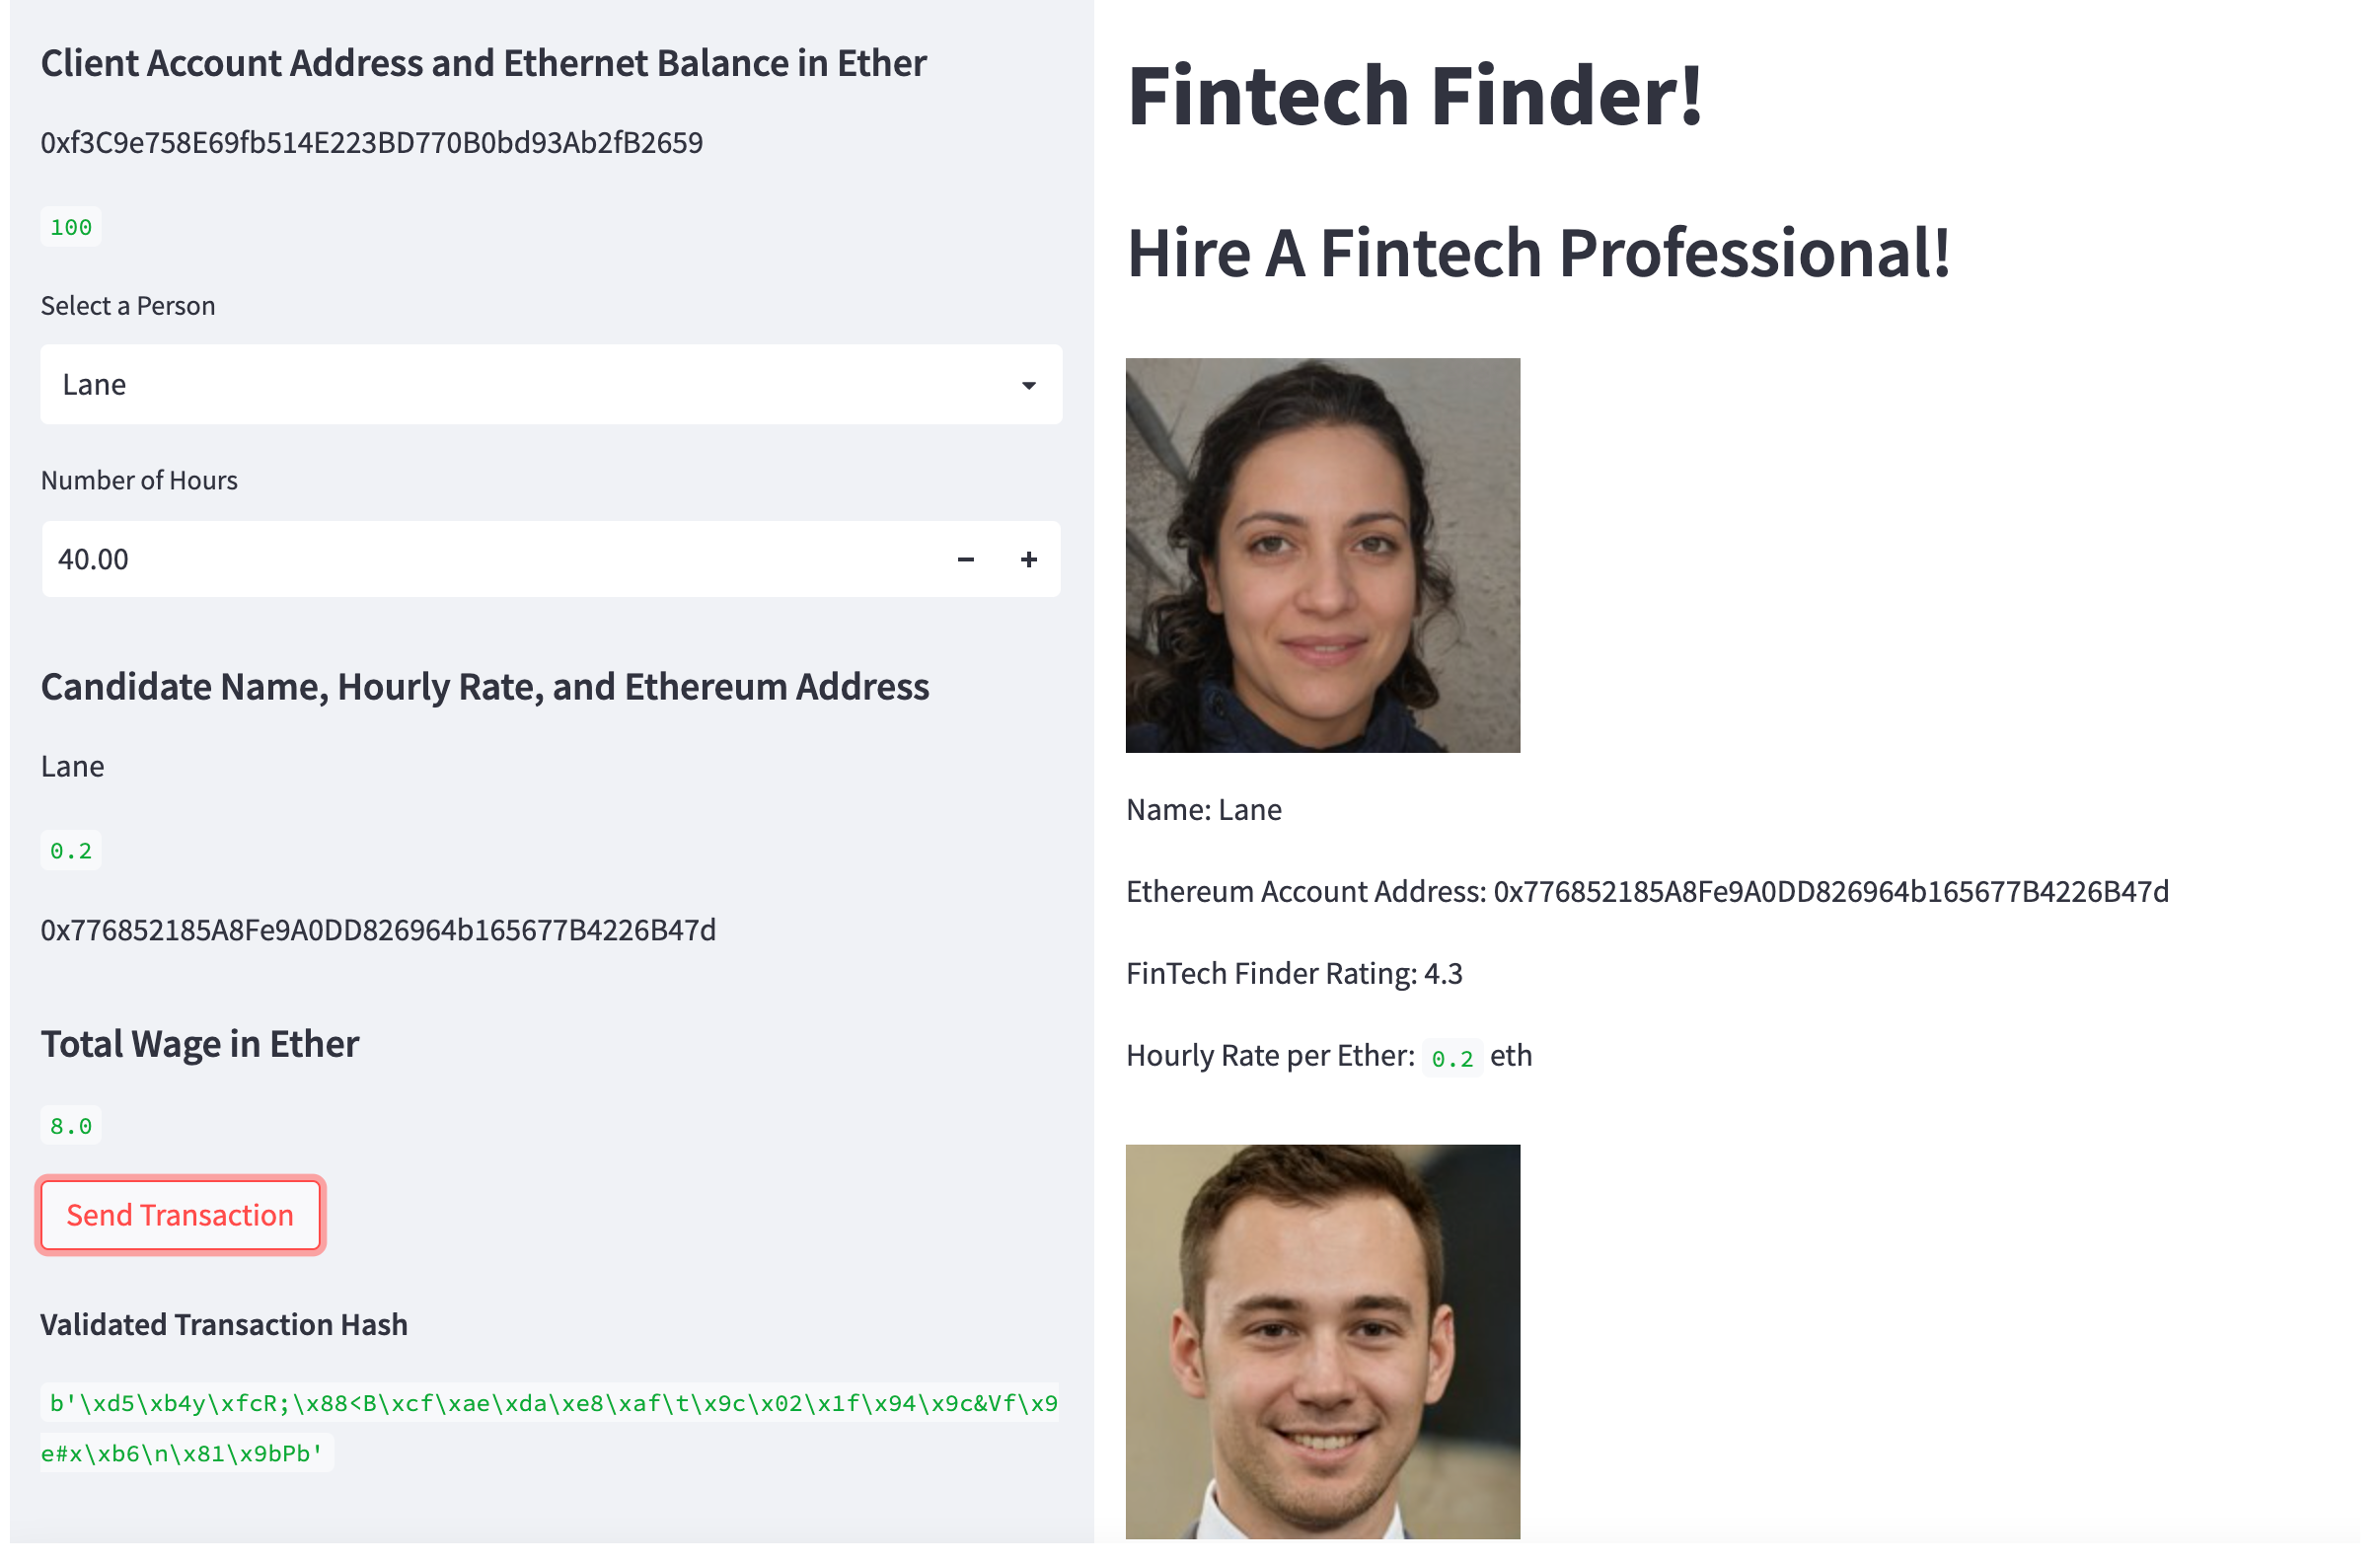 Client Account Address and Ethernet Balance in Ether
0xf3C9e758E69fb514E223BD770B0bd93Ab2fB2659
100
Select a Person
Lane
Number of Hours
40.00
Candidate Name, Hourly Rate, and Ethereum Address
Lane
0.2
0x776852185A8Fe9A0DD826964b165677B4226B47d
Total Wage in Ether
8.0
Send Transaction
Validated Transaction Hash
b'\xd5\xb4y\xfcR;\x88<B\xcf\xae\xda\xe8\xaf\t\x9c\x02\x1f\x94\x9c&Vf\x9
e#x\xb6\n\x81\x9bPb'
Fintech Finder!
Hire A Fintech Professional!
Name: Lane
Ethereum Account Address: 0x776852185A8Fe9A0DD826964b165677B4226B47d
FinTech Finder Rating: 4.3
Hourly Rate per Ether: 0.2 eth